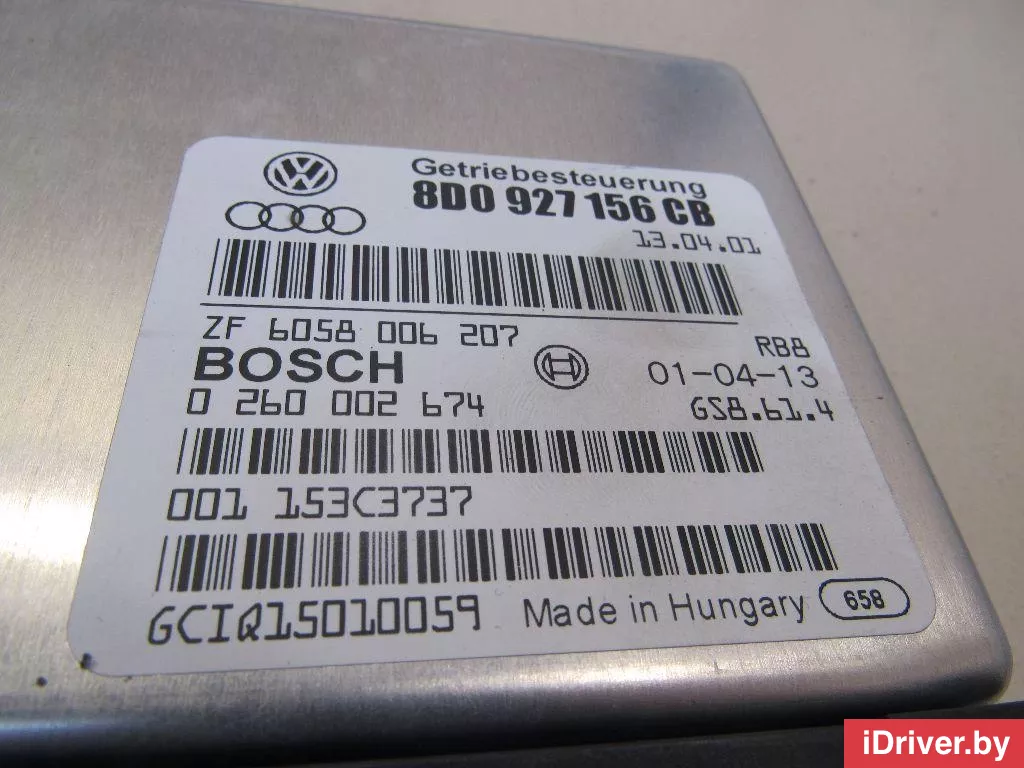 Getriebesteuerung
8D0 927 156 CB
13.04.01
ZF 6058 006 207
RB8
BOSCH
01-04-13
0 260 002 674
GS8.61.4
001 153C3737
GCIQ15010059
Made in Hungary
658
iDriver.by